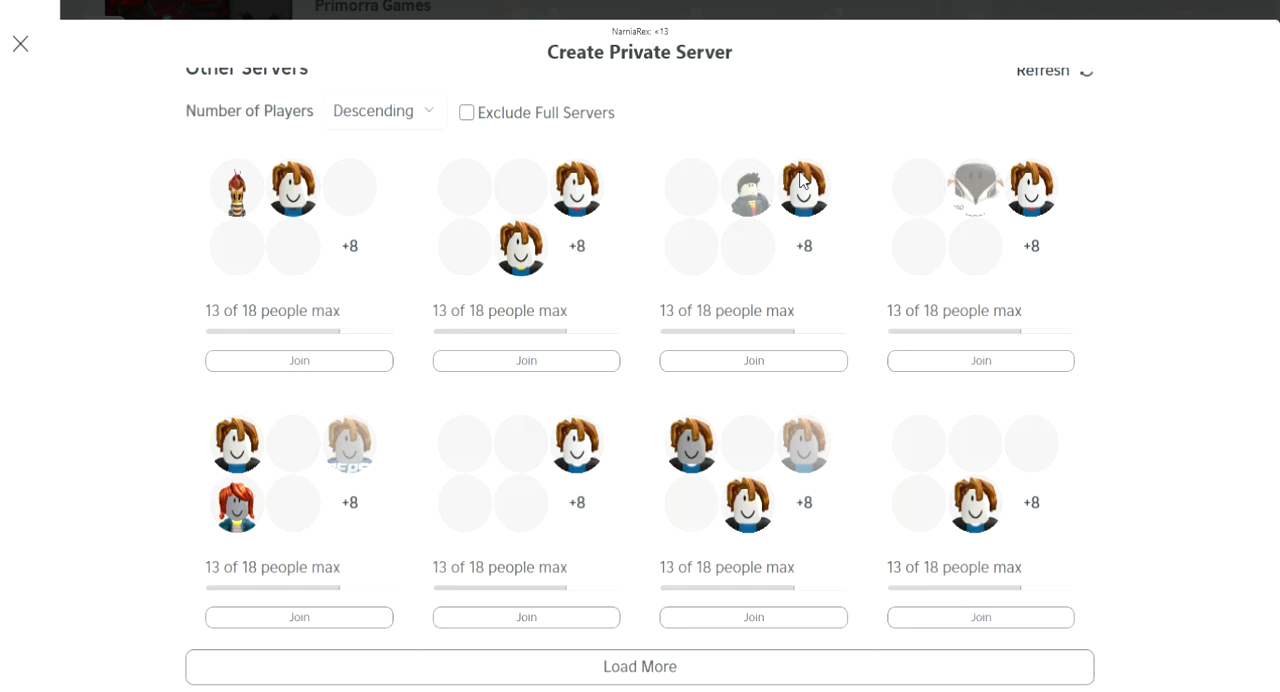 Primorra Games
NarniaRex: <13
Create Private Server
Other Servers
Refresh
Number of Players Descending Exclude Full Servers
+8 +8 +8 +8
13 of 18 people max 13 of 18 people max 13 of 18 people max 13 of 18 people max
Join Join Join Join
+8 +8 +8 +8
13 of 18 people max 13 of 18 people max 13 of 18 people max 13 of 18 people max
Join Join Join Join
Load More